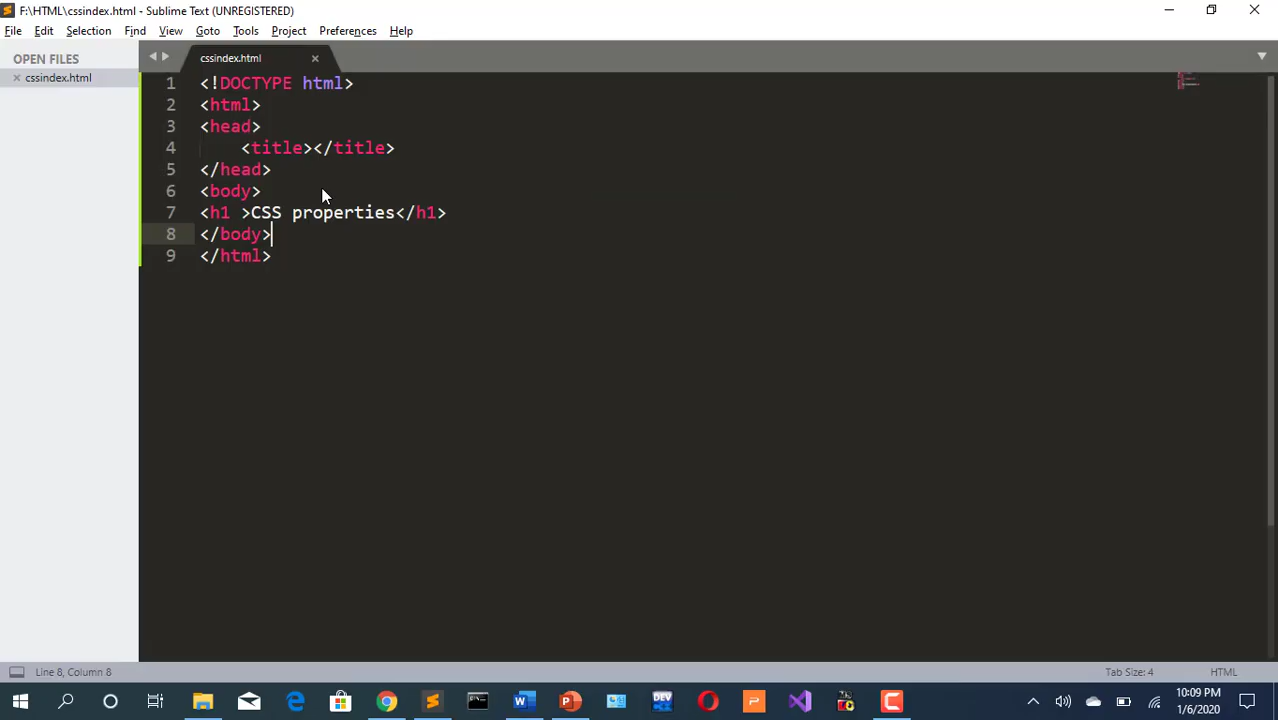 F:\HTML\cssindex.html - Sublime Text (UNREGISTERED)
File Edit Selection Find View Goto Tools Project Preferences Help
OPEN FILES
cssindex.html
cssindex.html
1 <!DOCTYPE html>
2 <html>
3 <head>
4 <title></title>
5 </head>
6 <body>
7 <h1 >CSS properties</h1>
8 </body>
9 </html>
Line 8, Column 8
Tab Size: 4
HTML
DEV
10:09 PM
1/6/2020